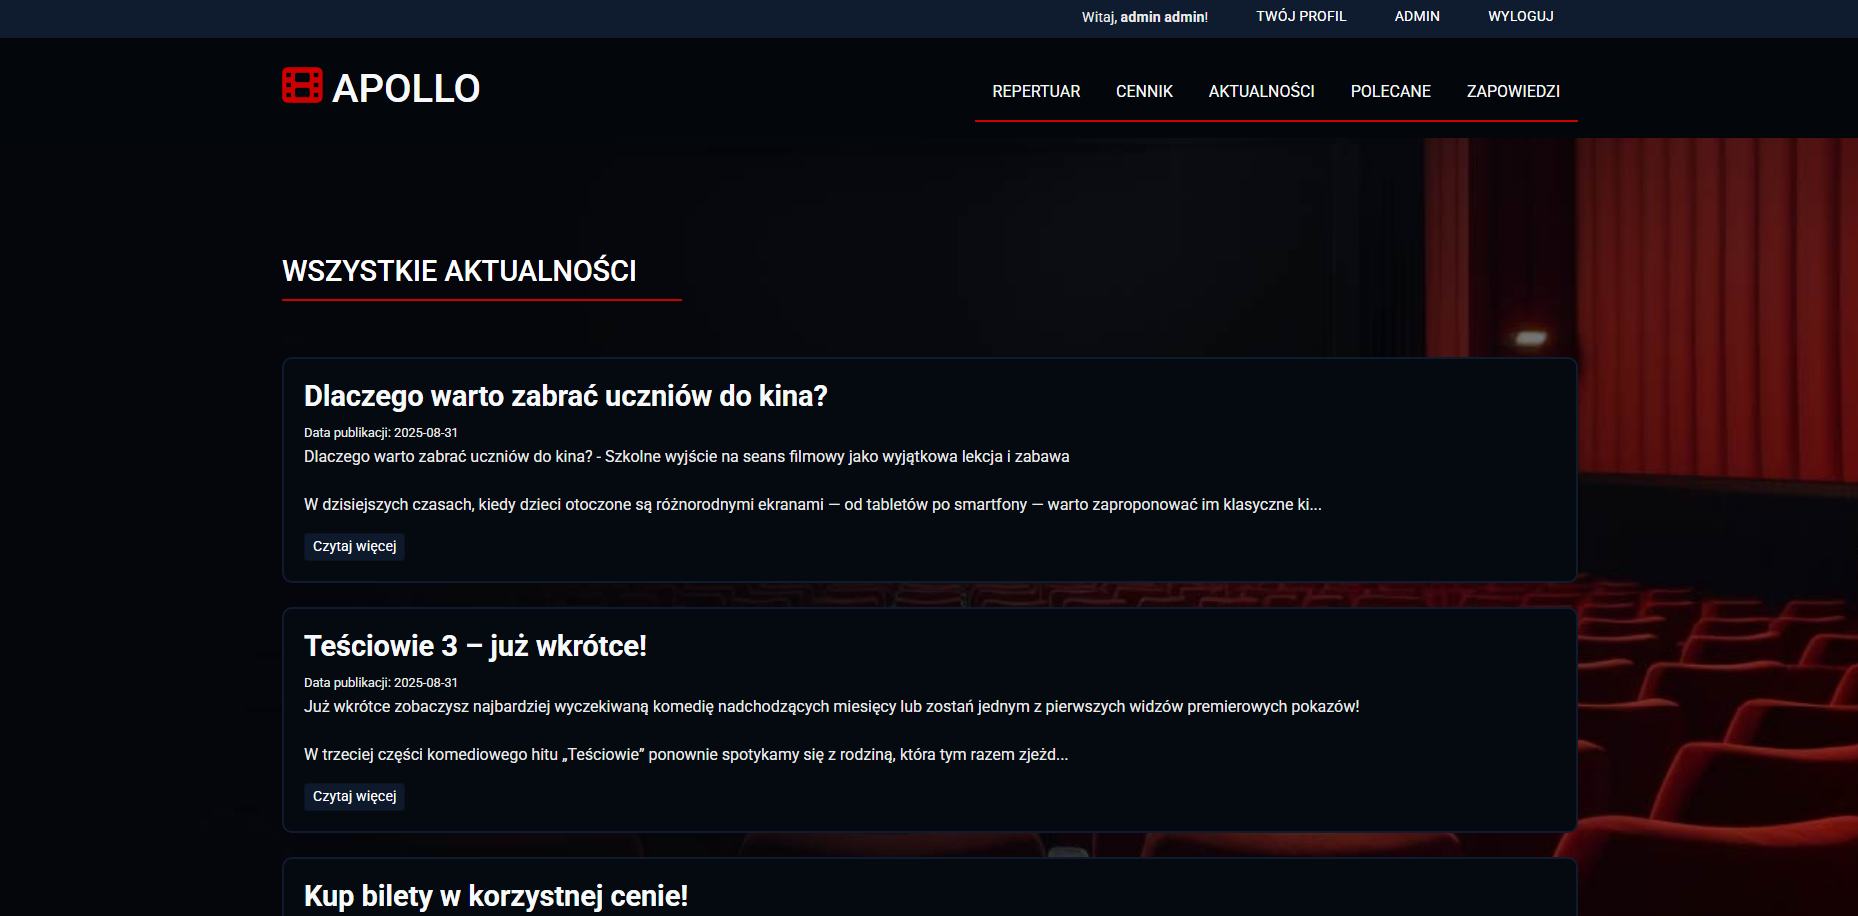 Witaj, admin admin! TWÓJ PROFIL ADMIN WYLOGUJ
APOLLO
REPERTUAR CENNIK AKTUALNOŚCI POLECANE ZAPOWIEDZI
WSZYSTKIE AKTUALNOŚCI
Dlaczego warto zabrać uczniów do kina?
Data publikacji: 2025-08-31
Dlaczego warto zabrać uczniów do kina? - Szkolne wyjście na seans filmowy jako wyjątkowa lekcja i zabawa
W dzisiejszych czasach, kiedy dzieci otoczone są różnorodnymi ekranami — od tabletów po smartfony — warto zaproponować im klasyczne ki...
Czytaj więcej
Teściowie 3 – już wkrótce!
Data publikacji: 2025-08-31
Już wkrótce zobaczysz najbardziej wyczekiwaną komedię nadchodzących miesięcy lub zostań jednym z pierwszych widzów premierowych pokazów!
W trzeciej części komediowego hitu „Teściowie” ponownie spotykamy się z rodziną, która tym razem zjeżd...
Czytaj więcej
Kup bilety w korzystnej cenie!